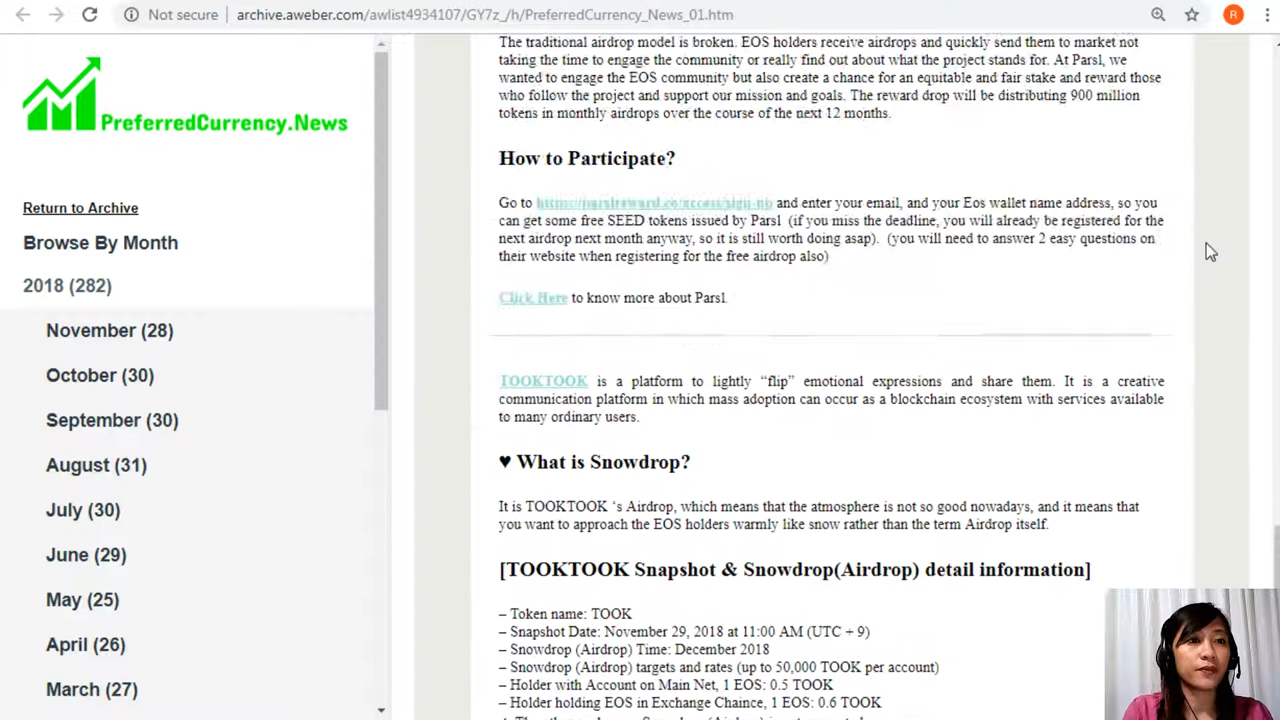 Not secure
archive.aweber.com/awlist4934107/GY7z_/h/PreferredCurrency_News_01.htm
R
PreferredCurrency.News
Return to Archive
Browse By Month
2018 (282)
November (28)
October (30)
September (30)
August (31)
July (30)
June (29)
May (25)
April (26)
March (27)
The traditional airdrop model is broken. EOS holders receive airdrops and quickly send them to market not
taking the time to engage the community or really find out about what the project stands for. At Parsl, we
wanted to engage the EOS community but also create a chance for an equitable and fair stake and reward those
who follow the project and support our mission and goals. The reward drop will be distributing 900 million
tokens in monthly airdrops over the course of the next 12 months.
How to Participate?
Go to and enter your email, and your Eos wallet name address, so you
can get some free SEED tokens issued by Parsl (if you miss the deadline, you will already be registered for the
next airdrop next month anyway, so it is still worth doing asap). (you will need to answer 2 easy questions on
their website when registering for the free airdrop also)
Click Here to know more about Parsl.
TOOKTOOK is a platform to lightly “flip” emotional expressions and share them. It is a creative
communication platform in which mass adoption can occur as a blockchain ecosystem with services available
to many ordinary users.
♥ What is Snowdrop?
It is TOOKTOOK ‘s Airdrop, which means that the atmosphere is not so good nowadays, and it means that
you want to approach the EOS holders warmly like snow rather than the term Airdrop itself.
[TOOKTOOK Snapshot & Snowdrop(Airdrop) detail information]
– Token name: TOOK
– Snapshot Date: November 29, 2018 at 11:00 AM (UTC + 9)
– Snowdrop (Airdrop) Time: December 2018
– Snowdrop (Airdrop) targets and rates (up to 50,000 TOOK per account)
– Holder with Account on Main Net, 1 EOS: 0.5 TOOK
– Holder holding EOS in Exchange Chaince, 1 EOS: 0.6 TOOK